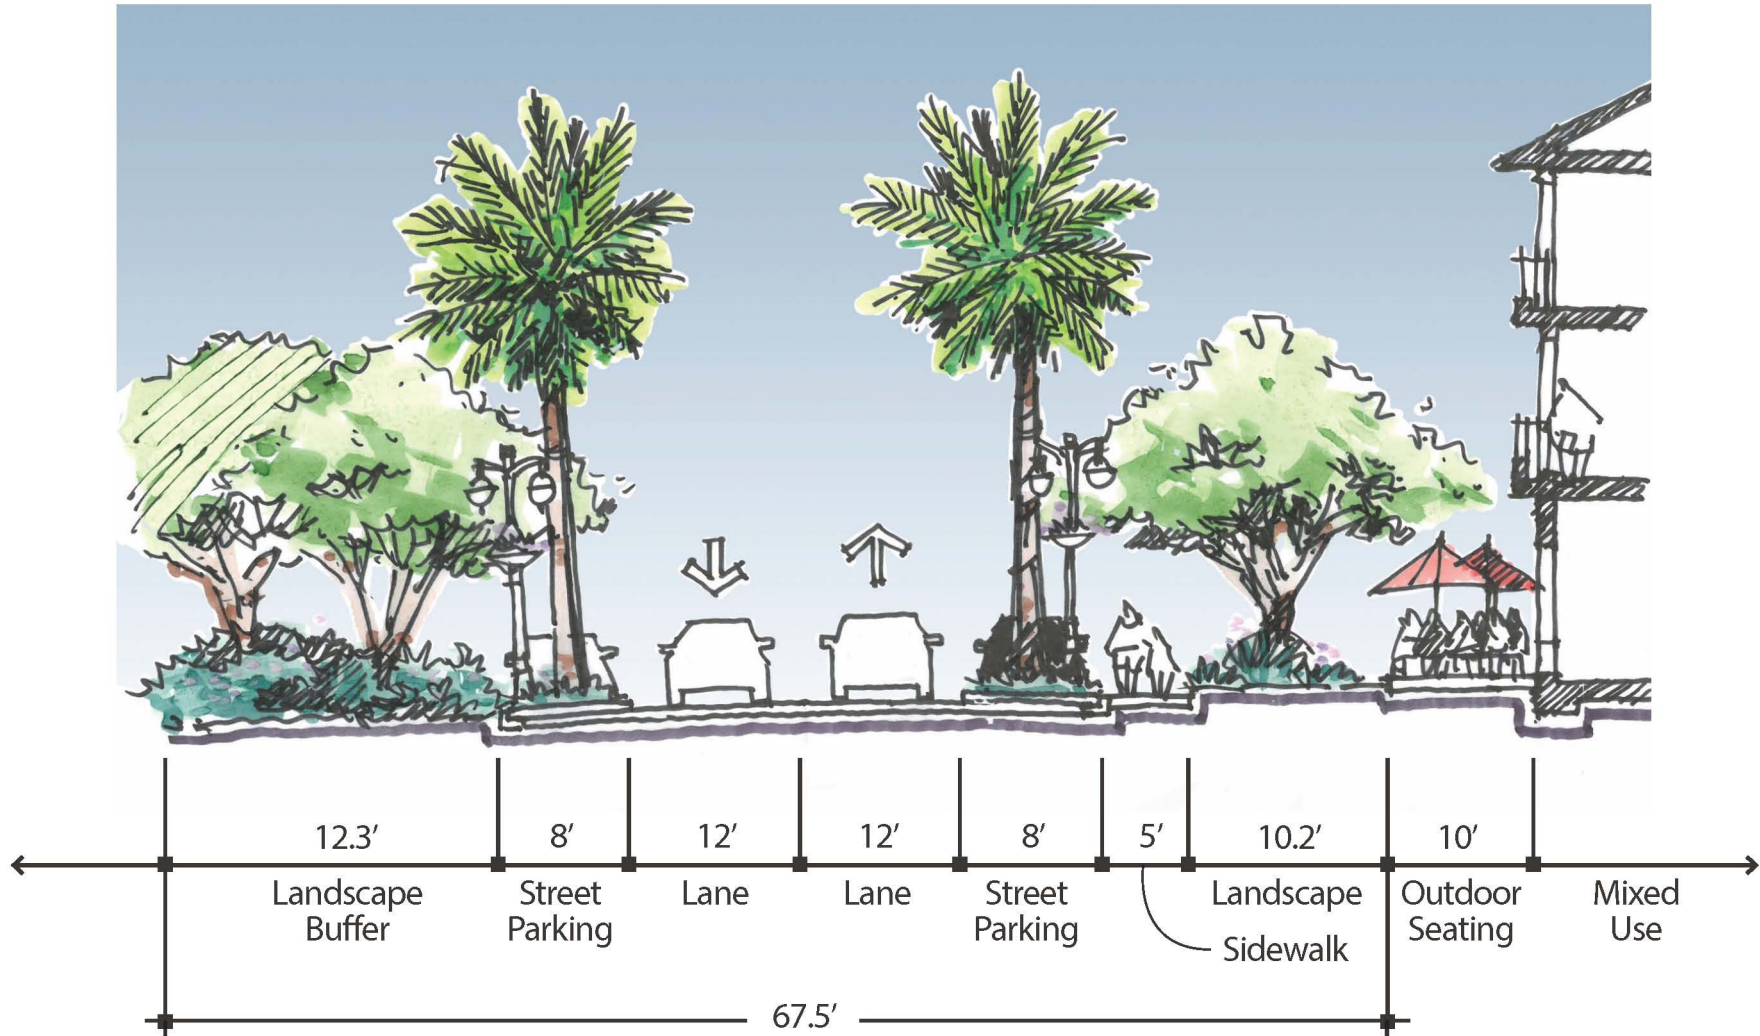 12.3′
8′
12′
12′
8′
5′
10.2′
10′
Landscape
Buffer
Street
Parking
Lane
Lane
Street
Parking
Sidewalk
Landscape
Outdoor
Seating
Mixed
Use
67.5′